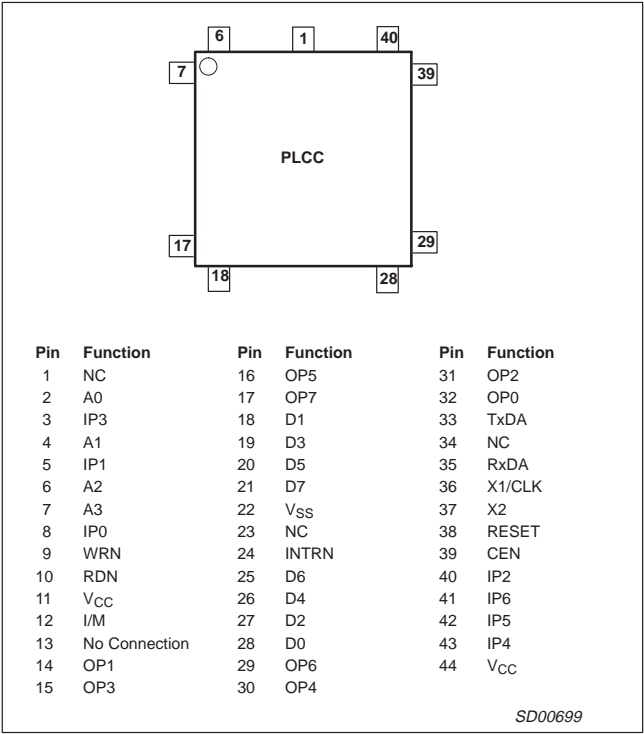 6 1 40
7 39
PLCC
17 29
18 28
Pin Function Pin Function Pin Function
1 NC 16 OP5 31 OP2
2 A0 17 OP7 32 OP0
3 IP3 18 D1 33 TxDA
4 A1 19 D3 34 NC
5 IP1 20 D5 35 RxDA
6 A2 21 D7 36 X1/CLK
7 A3 22 VSS 37 X2
8 IP0 23 NC 38 RESET
9 WRN 24 INTRN 39 CEN
10 RDN 25 D6 40 IP2
11 VCC 26 D4 41 IP6
12 I/M 27 D2 42 IP5
13 No Connection 28 D0 43 IP4
14 OP1 29 OP6 44 VCC
15 OP3 30 OP4
SD00699